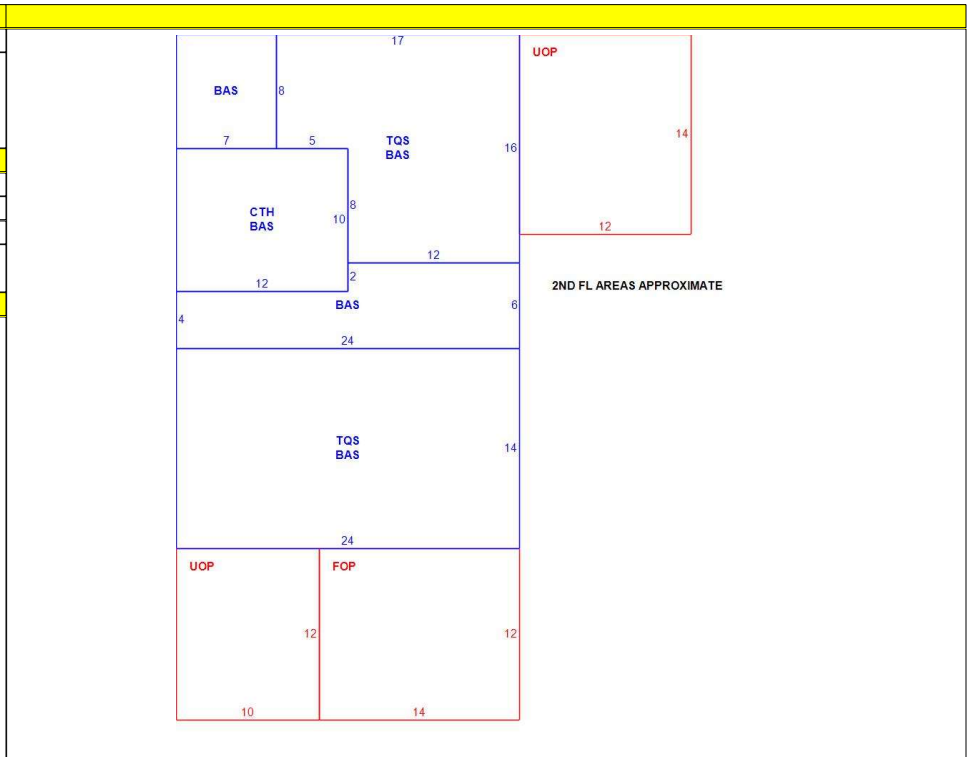 17
UOP
BAS
8
14
7
5
TQS
BAS
16
CTH
BAS
8
10
12
12
12
2
2ND FL AREAS APPROXIMATE
BAS
6
4
24
TQS
BAS
14
24
UOP
FOP
12
12
10
14